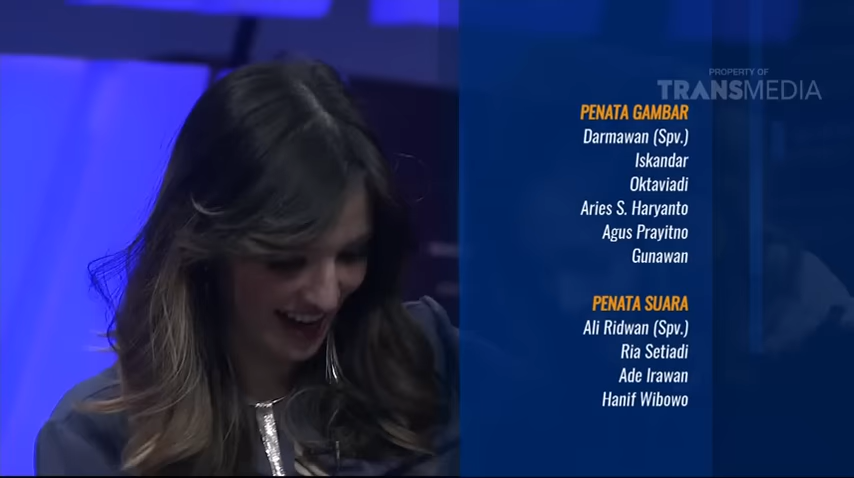 PROPERTY OF
TRANSMEDIA
PENATA GAMBAR
Darmawan (Spv.)
Iskandar
Oktaviadi
Aries S. Haryanto
Agus Prayitno
Gunawan
PENATA SUARA
Ali Ridwan (Spv.)
Ria Setiadi
Ade Irawan
Hanif Wibowo